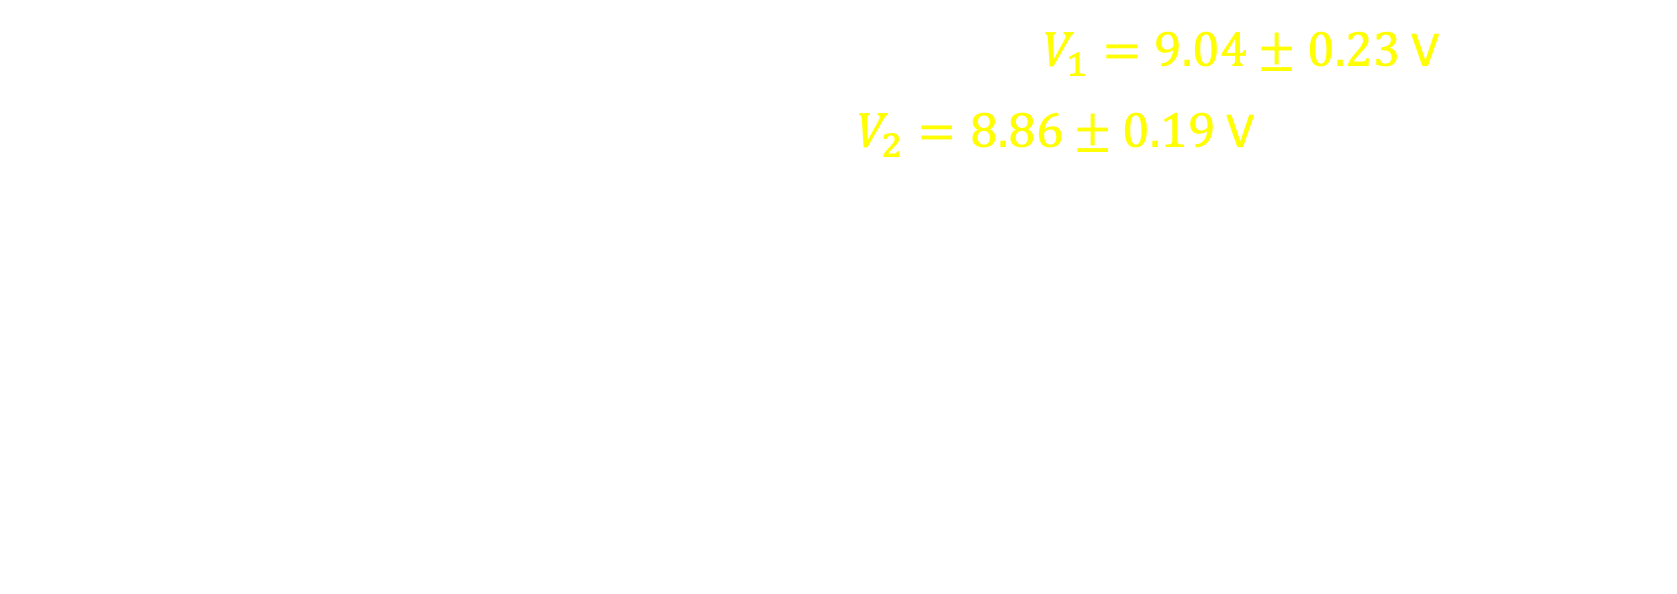 V₁ = 9.04 ± 0.23 V
V₂ = 8.86 ± 0.19 V